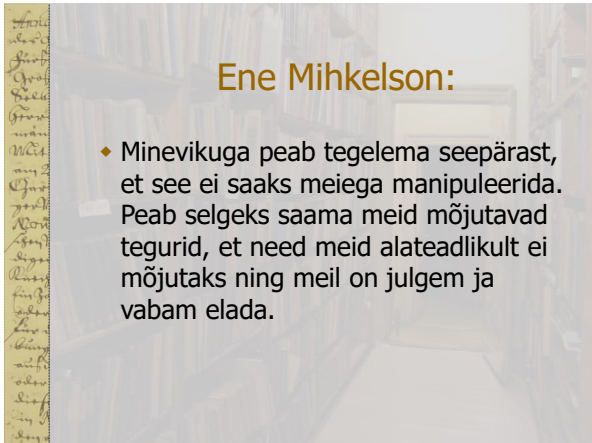 Ene Mihkelson:
Minevikuga peab tegelema seepärast,
et see ei saaks meiega manipuleerida.
Peab selgeks saama meid mõjutavad
tegurid, et need meid alateadlikult ei
mõjutaks ning meil on julgem ja
vabam elada.